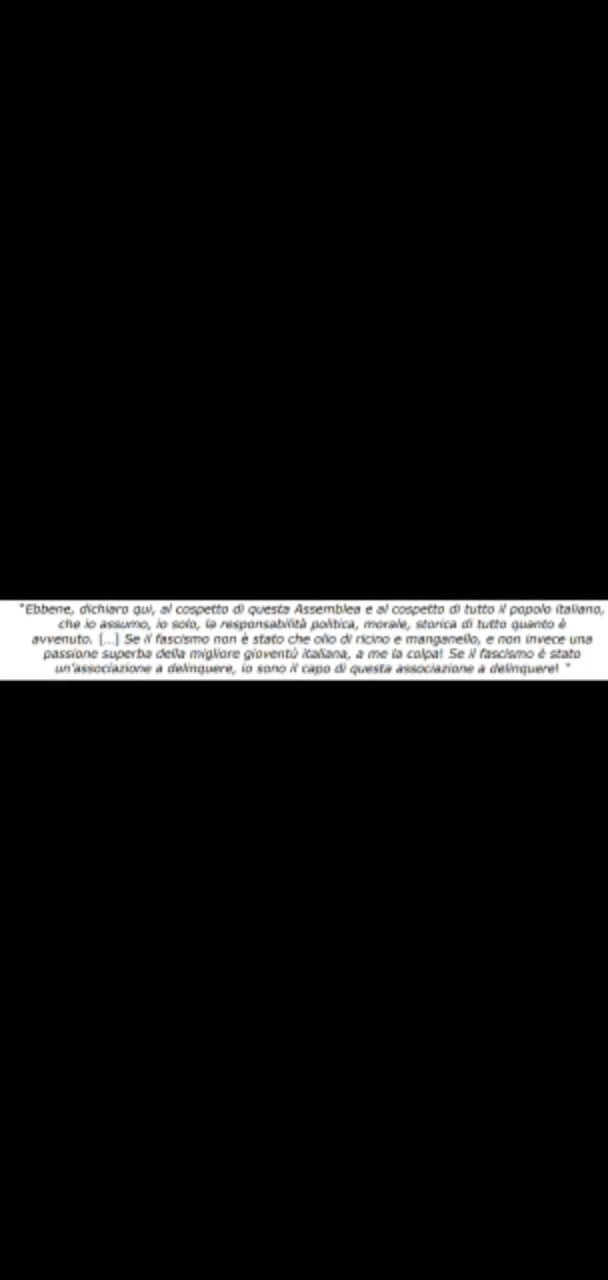 "Ebbene, dichiaro qui, al cospetto di questa Assemblea e al cospetto di tutto il popolo italiano,
che io assumo, io solo, la responsabilità politica, morale, storica di tutto quanto è
avvenuto. [...] Se il fascismo non è stato che olio di ricino e manganello, e non invece una
passione superba della migliore gioventù italiana, a me la colpa! Se il fascismo è stato
un'associazione a delinquere, io sono il capo di questa associazione a delinquere! "